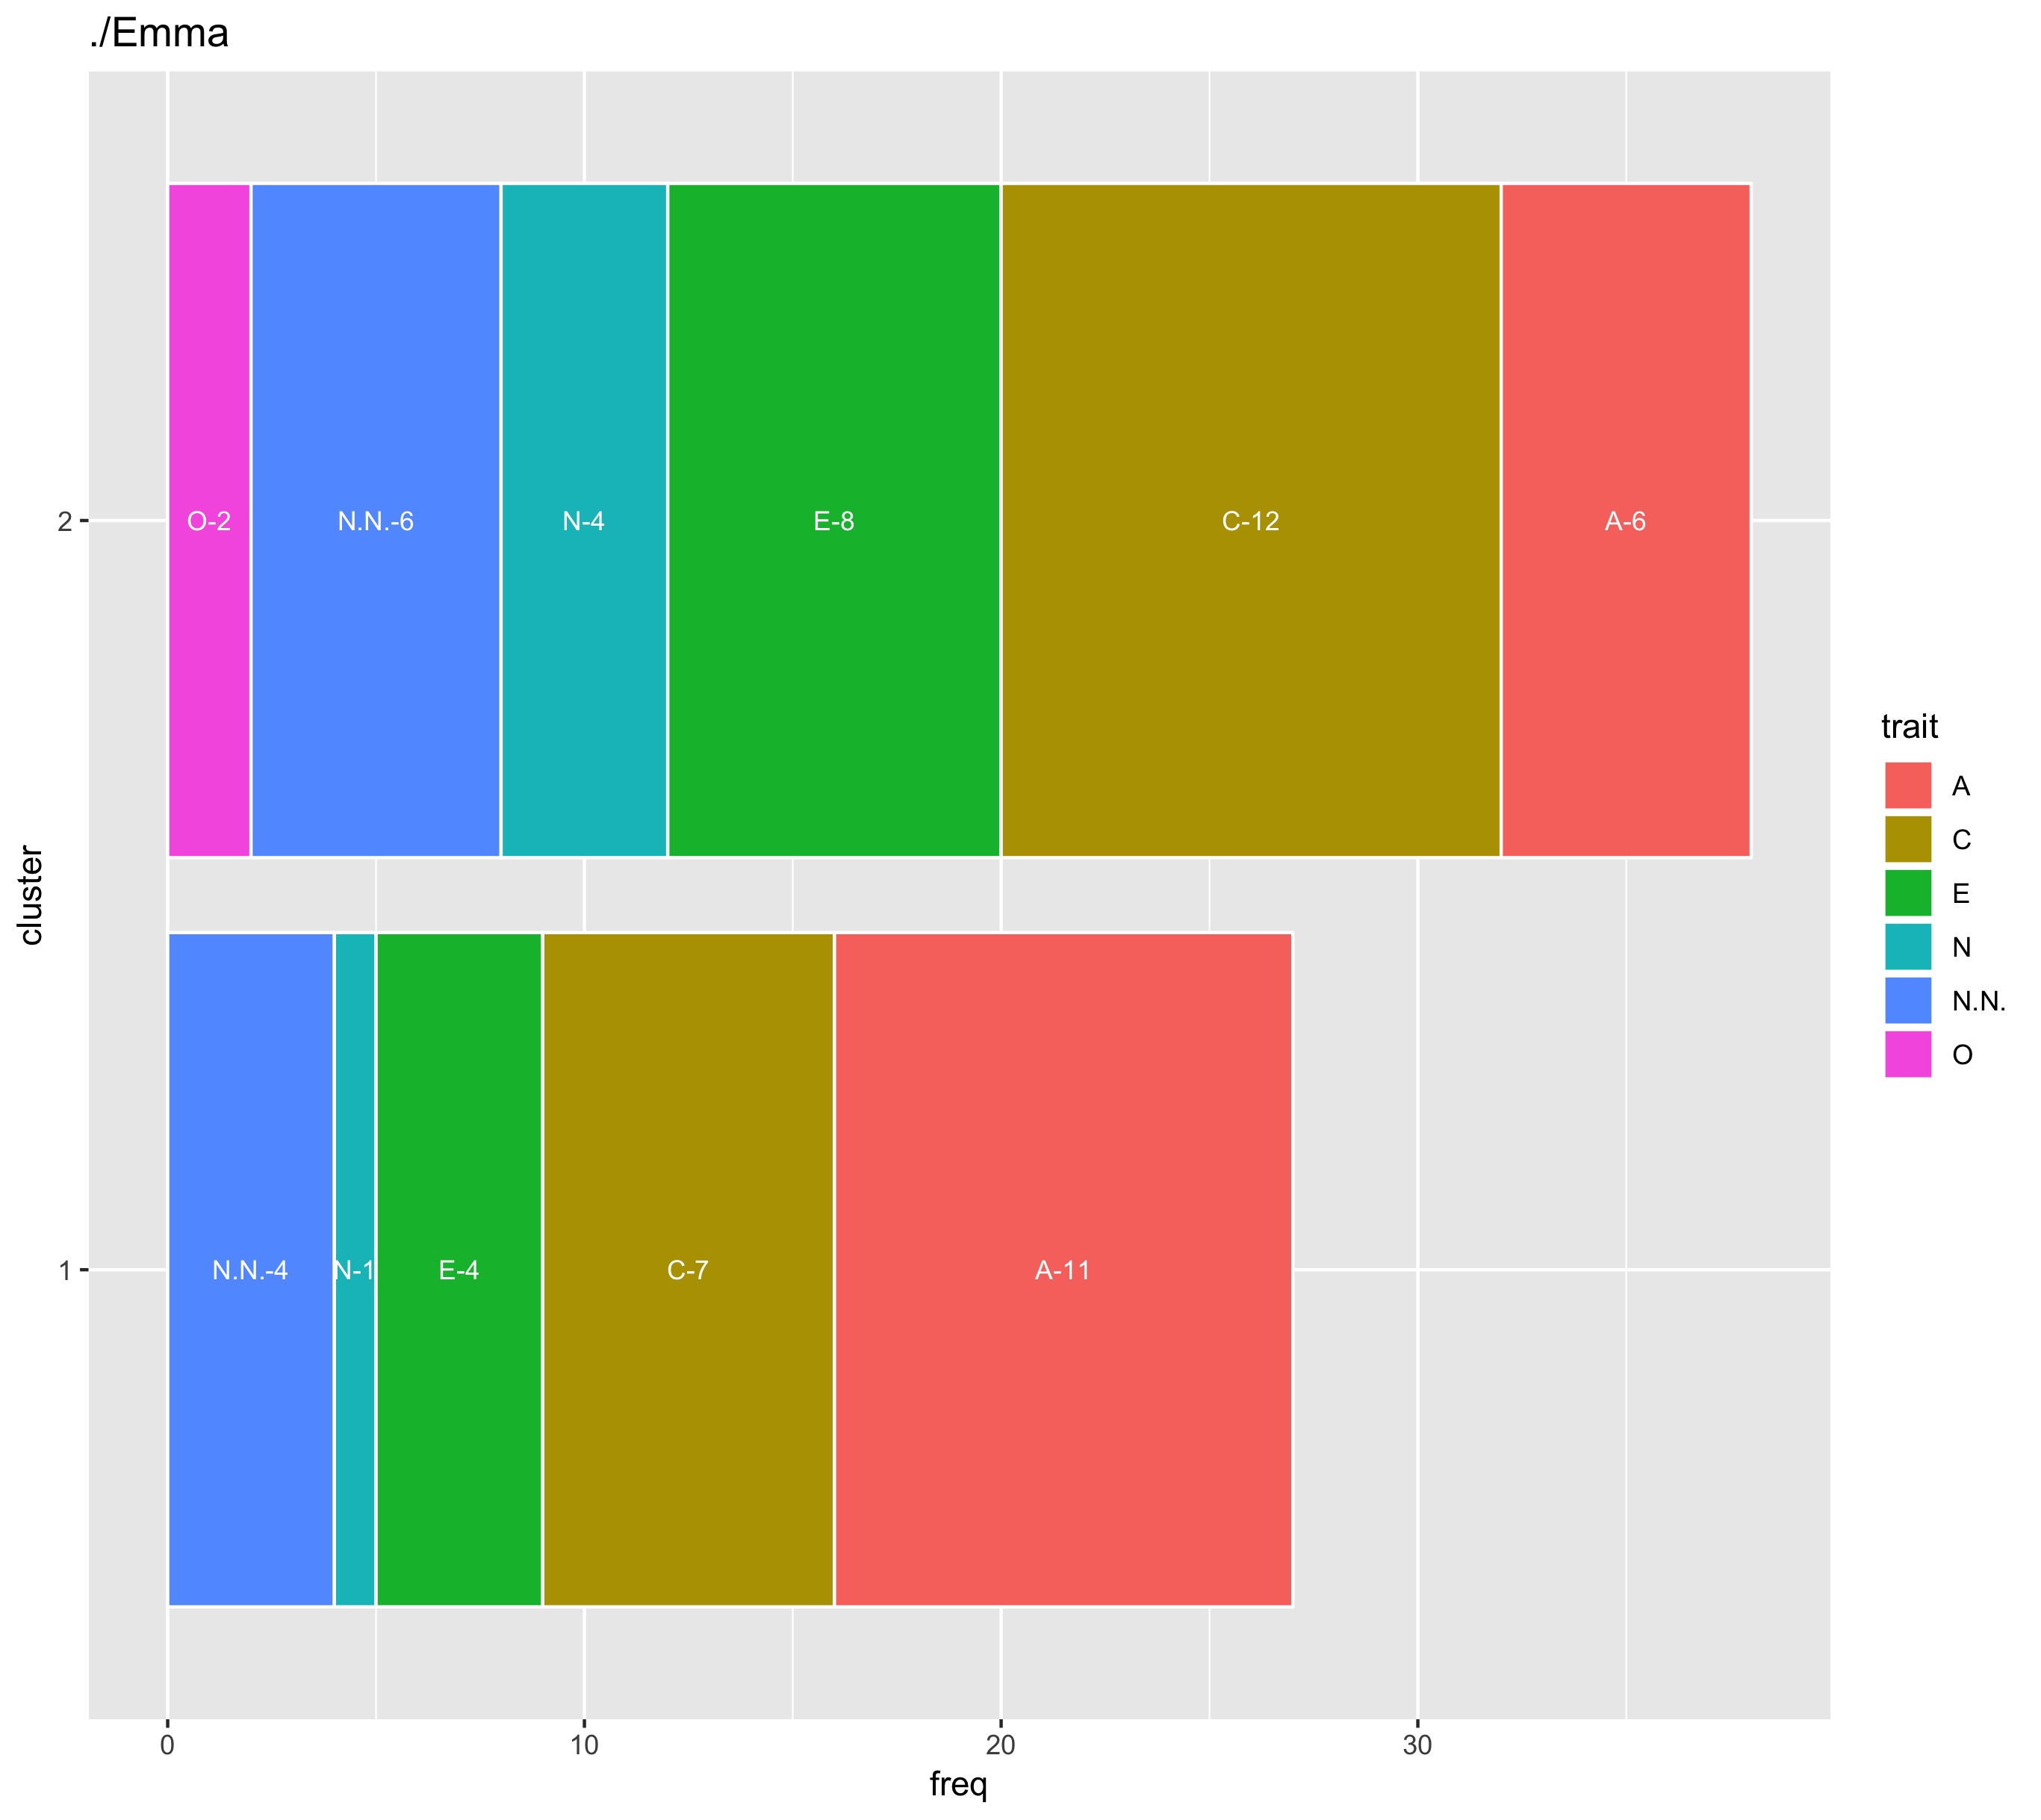 ./Emma
cluster
2
O-2 N.N.-6 N-4 E-8 C-12 A-6
1
N.N.-4 N-1 E-4 C-7 A-11
0 10 20 30
freq
trait
A
C
E
N
N.N.
O